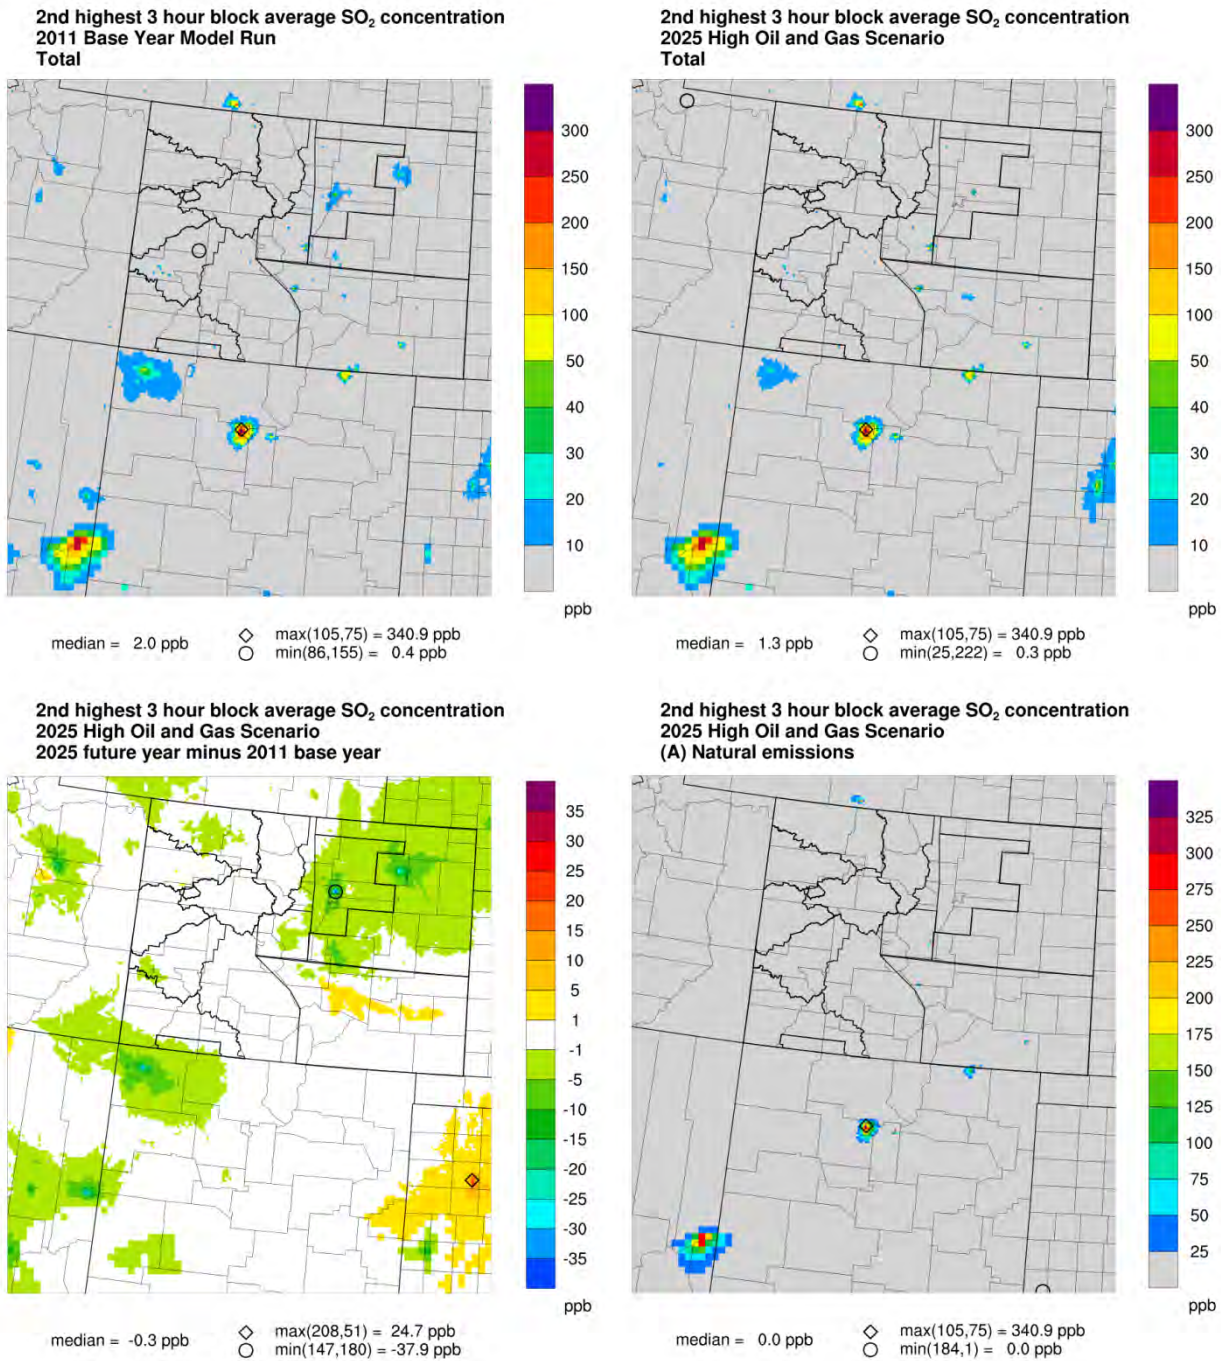 2nd highest 3 hour block average SO₂ concentration
2011 Base Year Model Run
Total
300
250
200
150
100
50
40
30
20
10
ppb
median = 2.0 ppb
max(105,75) = 340.9 ppb
min(86,155) = 0.4 ppb
2nd highest 3 hour block average SO₂ concentration
2025 High Oil and Gas Scenario
Total
300
250
200
150
100
50
40
30
20
10
ppb
median = 1.3 ppb
max(105,75) = 340.9 ppb
min(25,222) = 0.3 ppb
2nd highest 3 hour block average SO₂ concentration
2025 High Oil and Gas Scenario
2025 future year minus 2011 base year
35
30
25
20
15
10
5
1
-1
-5
-10
-15
-20
-25
-30
-35
ppb
median = -0.3 ppb
max(208,51) = 24.7 ppb
min(147,180) = -37.9 ppb
2nd highest 3 hour block average SO₂ concentration
2025 High Oil and Gas Scenario
(A) Natural emissions
325
300
275
250
225
200
175
150
125
100
75
50
25
ppb
median = 0.0 ppb
max(105,75) = 340.9 ppb
min(184,1) = 0.0 ppb